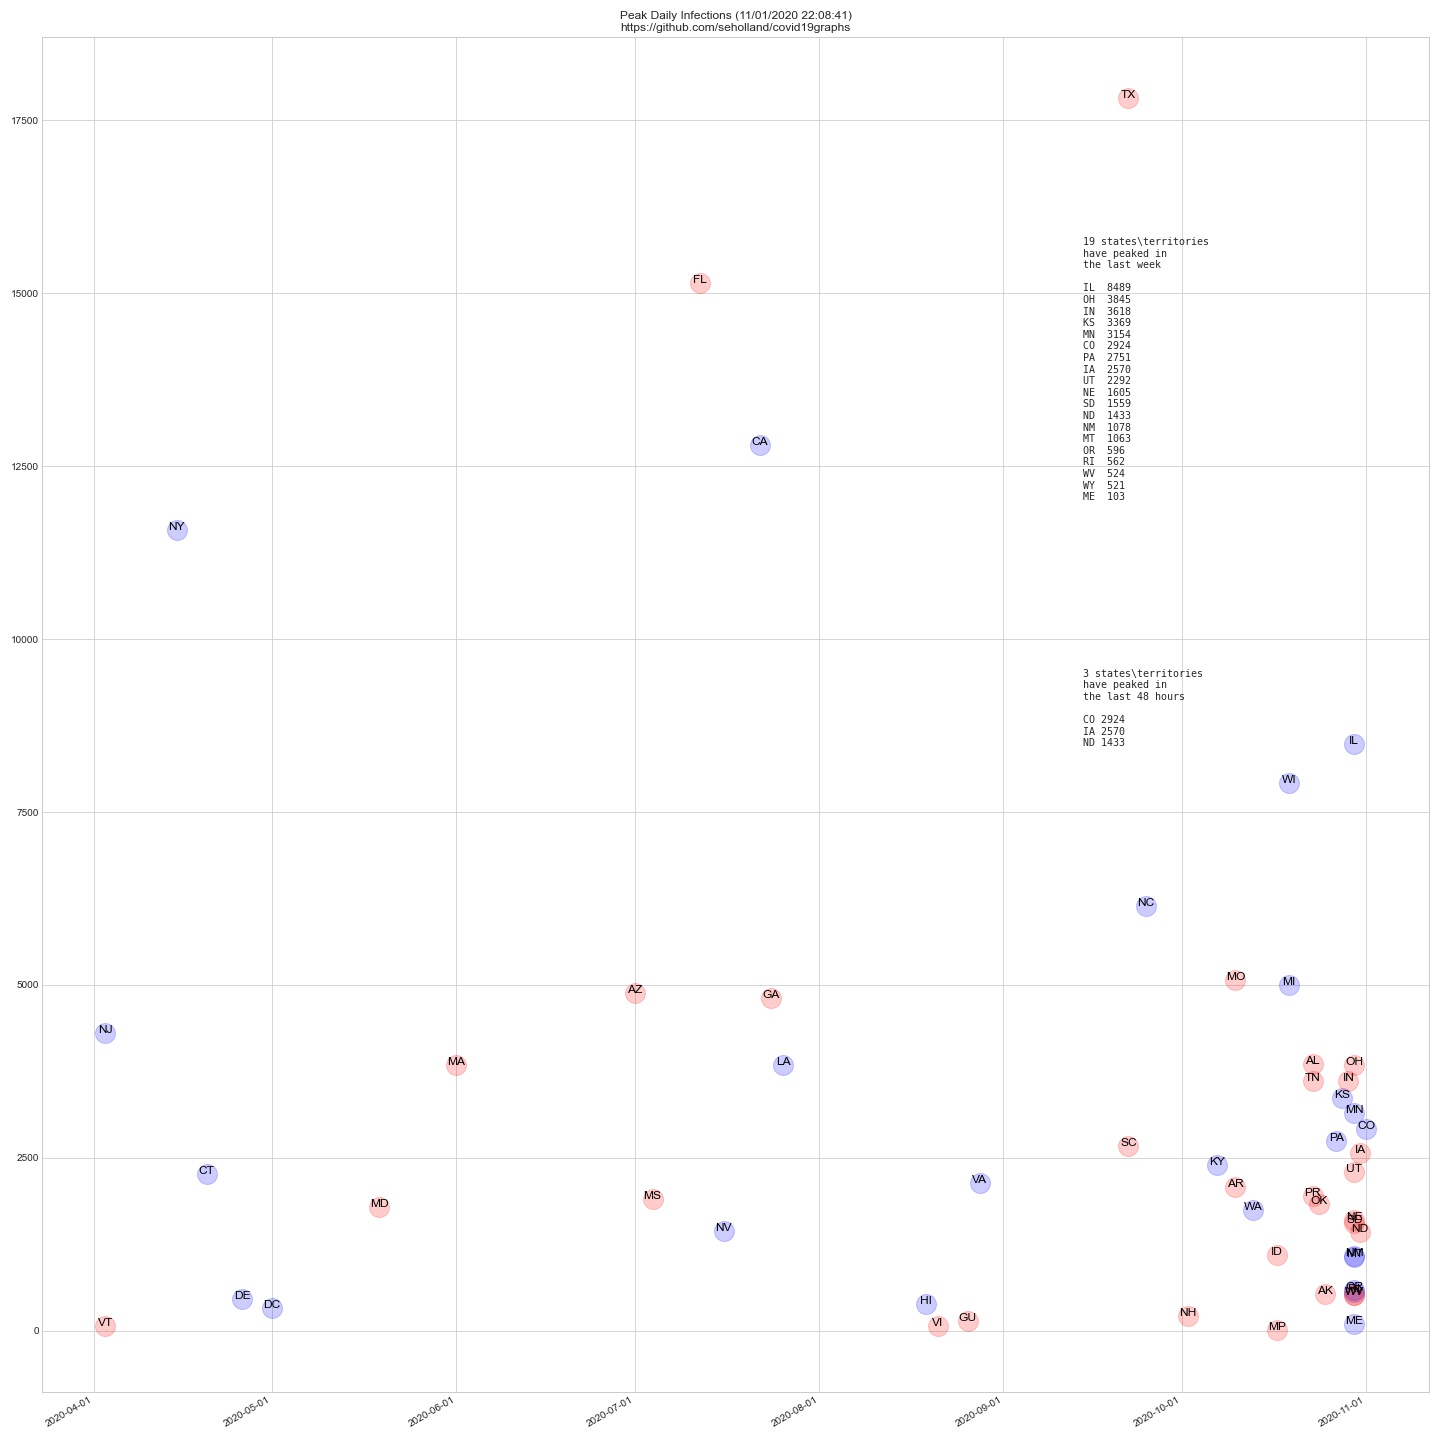 Peak Daily Infections (11/01/2020 22:08:41)
https://github.com/seholland/covid19graphs
TX
17500
19 states\territories
have peaked in
the last week
FL
15000
IL 8489
OH 3845
IN 3618
KS 3369
MN 3154
CO 2924
PA 2751
IA 2570
UT 2292
NE 1605
SD 1559
ND 1433
NM 1078
MT 1063
OR 596
RI 562
WV 524
WY 521
ME 103
CA
12500
NY
10000
3 states\territories
have peaked in
the last 48 hours
CO 2924
IA 2570
ND 1433
IL
WI
7500
NC
MO
MI
5000
AZ
GA
NJ
MA
LA
AL
OH
TN
IN
KS
MN
CO
PA
SC
IA
2500
KY
UT
CT
VA
AR
MD
MS
PR
OK
NV
WA
NE
SD
ND
ID
DE
DC
HI
AK
VT
VI
GU
NH
MP
ME
0
2020-04-01
2020-05-01
2020-06-01
2020-07-01
2020-08-01
2020-09-01
2020-10-01
2020-11-01